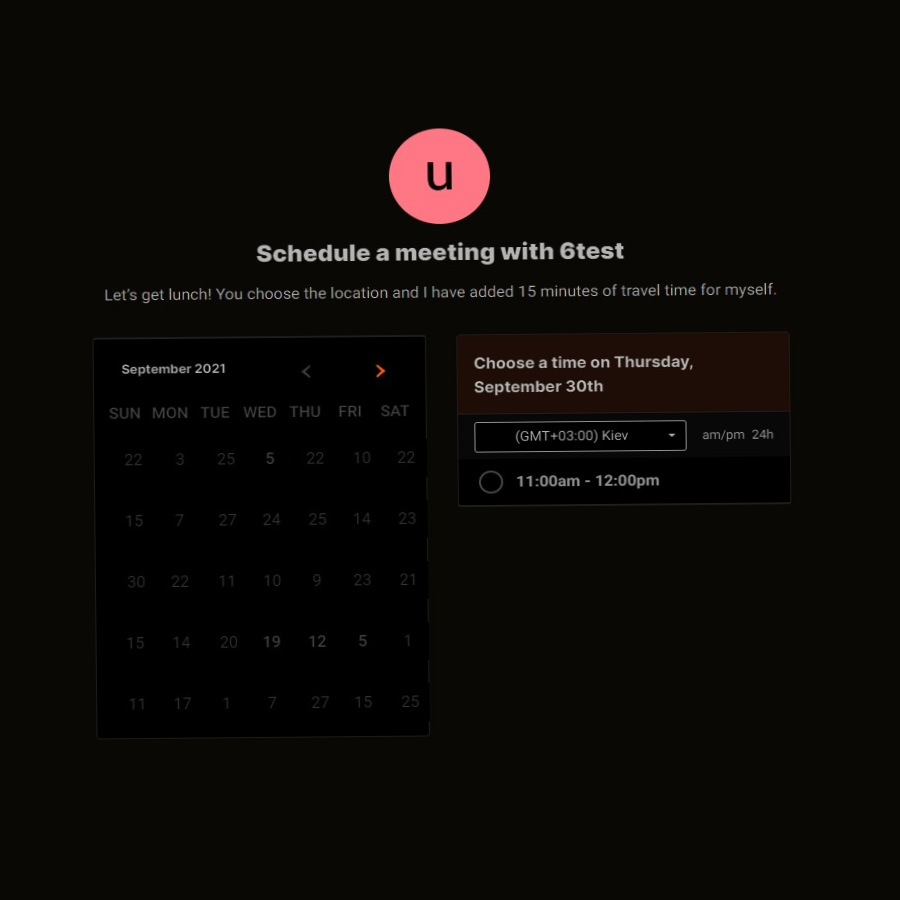 u
Schedule a meeting with 6test
Let's get lunch! You choose the location and I have added 15 minutes of travel time for myself.
September 2021
SUN MON TUE WED THU FRI SAT
22 3 25 5 22 10 22
15 7 27 24 25 14 23
30 22 11 10 9 23 21
15 14 20 19 12 5 1
11 17 1 7 27 15 25
Choose a time on Thursday,
September 30th
(GMT+03:00) Kiev am/pm 24h
11:00am - 12:00pm